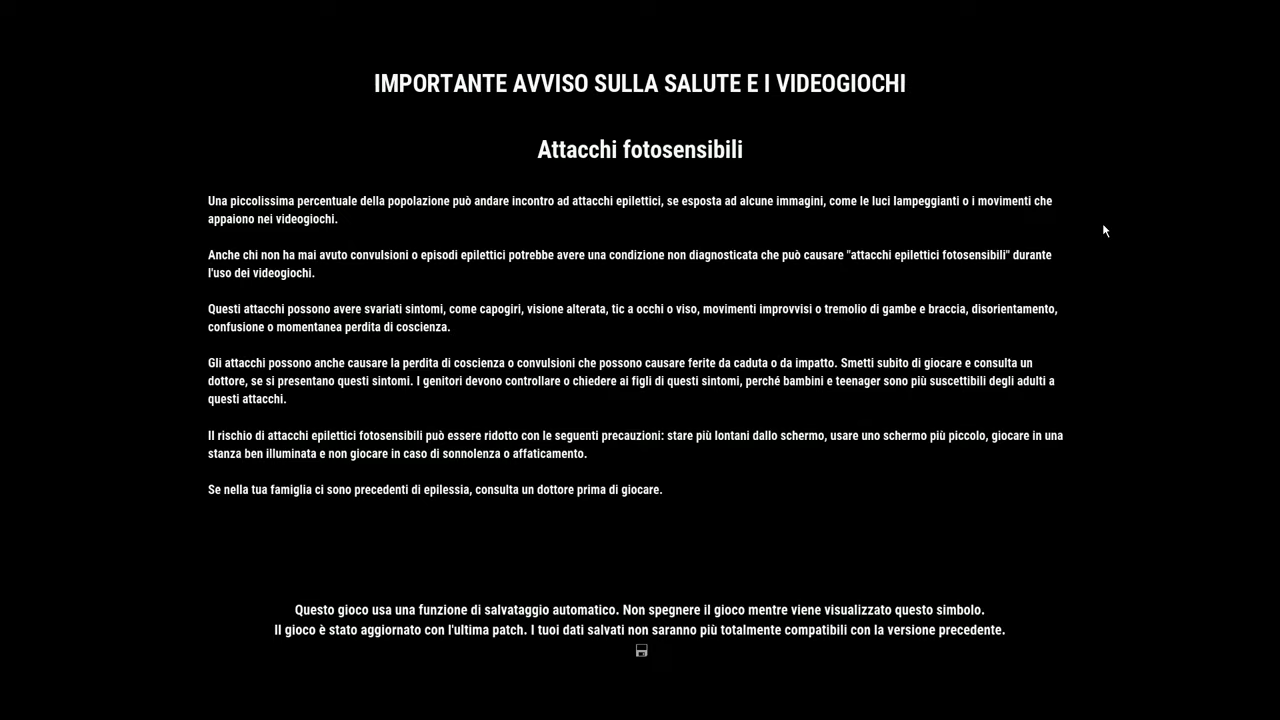 IMPORTANTE AVVISO SULLA SALUTE E I VIDEOGIOCHI
Attacchi fotosensibili
Una piccolissima percentuale della popolazione può andare incontro ad attacchi epilettici, se esposta ad alcune immagini, come le luci lampeggianti o i movimenti che
appaiono nei videogiochi.
Anche chi non ha mai avuto convulsioni o episodi epilettici potrebbe avere una condizione non diagnosticata che può causare "attacchi epilettici fotosensibili" durante
l'uso dei videogiochi.
Questi attacchi possono avere svariati sintomi, come capogiri, visione alterata, tic a occhi o viso, movimenti improvvisi o tremolio di gambe e braccia, disorientamento,
confusione o momentanea perdita di coscienza.
Gli attacchi possono anche causare la perdita di coscienza o convulsioni che possono causare ferite da caduta o da impatto. Smetti subito di giocare e consulta un
dottore, se si presentano questi sintomi. I genitori devono controllare o chiedere ai figli di questi sintomi, perché bambini e teenager sono più suscettibili degli adulti a
questi attacchi.
Il rischio di attacchi epilettici fotosensibili può essere ridotto con le seguenti precauzioni: stare più lontani dallo schermo, usare uno schermo più piccolo, giocare in una
stanza ben illuminata e non giocare in caso di sonnolenza o affaticamento.
Se nella tua famiglia ci sono precedenti di epilessia, consulta un dottore prima di giocare.
Questo gioco usa una funzione di salvataggio automatico. Non spegnere il gioco mentre viene visualizzato questo simbolo.
Il gioco è stato aggiornato con l'ultima patch. I tuoi dati salvati non saranno più totalmente compatibili con la versione precedente.